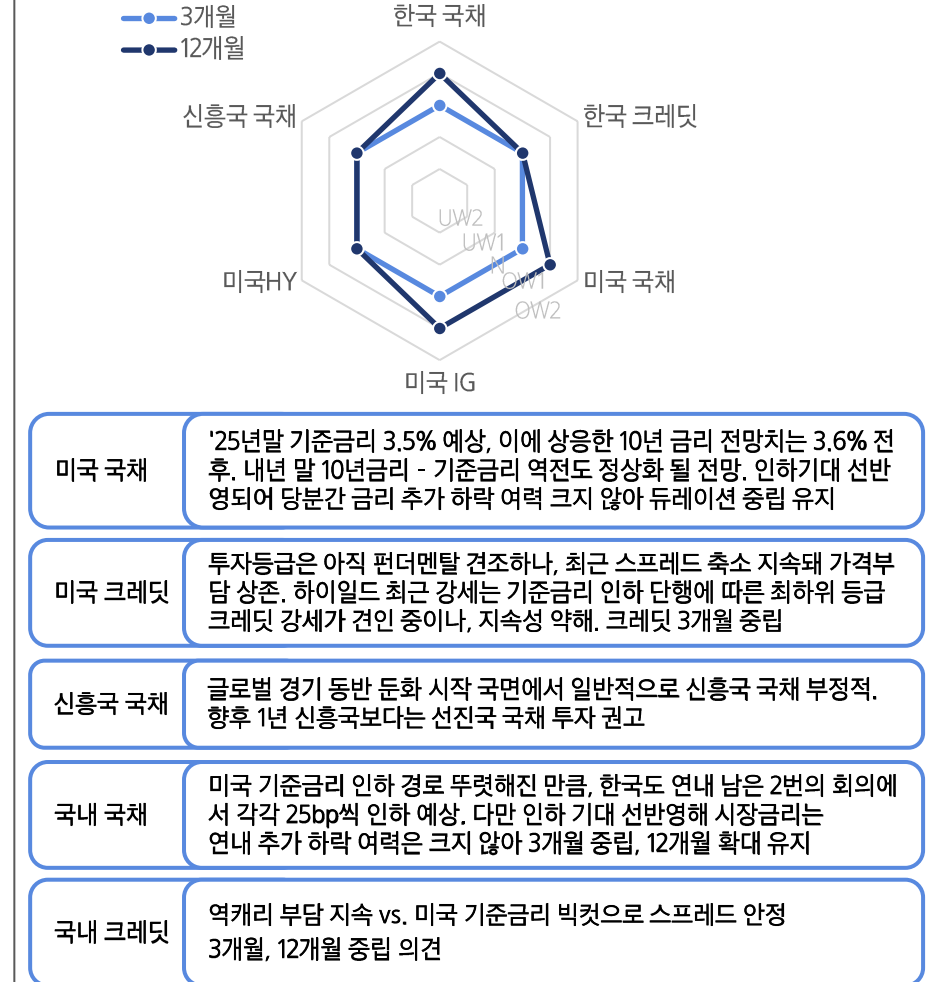 3개월
12개월
한국 국채
신흥국 국채
한국 크레딧
UW2
UW1
N
OW1
OW2
미국HY
미국 국채
미국 IG
미국 국채
'25년말 기준금리 3.5% 예상, 이에 상응한 10년 금리 전망치는 3.6% 전
후. 내년 말 10년금리 - 기준금리 역전도 정상화 될 전망. 인하기대 선반
영되어 당분간 금리 추가 하락 여력 크지 않아 듀레이션 중립 유지
미국 크레딧
투자등급은 아직 펀더멘탈 견조하나, 최근 스프레드 축소 지속돼 가격부
담 상존. 하이일드 최근 강세는 기준금리 인하 단행에 따른 최하위 등급
크레딧 강세가 견인 중이나, 지속성 약해. 크레딧 3개월 중립
신흥국 국채
글로벌 경기 동반 둔화 시작 국면에서 일반적으로 신흥국 국채 부정적.
향후 1년 신흥국보다는 선진국 국채 투자 권고
국내 국채
미국 기준금리 인하 경로 뚜렷해진 만큼, 한국도 연내 남은 2번의 회의에
서 각각 25bp씩 인하 예상. 다만 인하 기대 선반영해 시장금리는
연내 추가 하락 여력은 크지 않아 3개월 중립, 12개월 확대 유지
국내 크레딧
역캐리 부담 지속 vs. 미국 기준금리 빅컷으로 스프레드 안정
3개월, 12개월 중립 의견